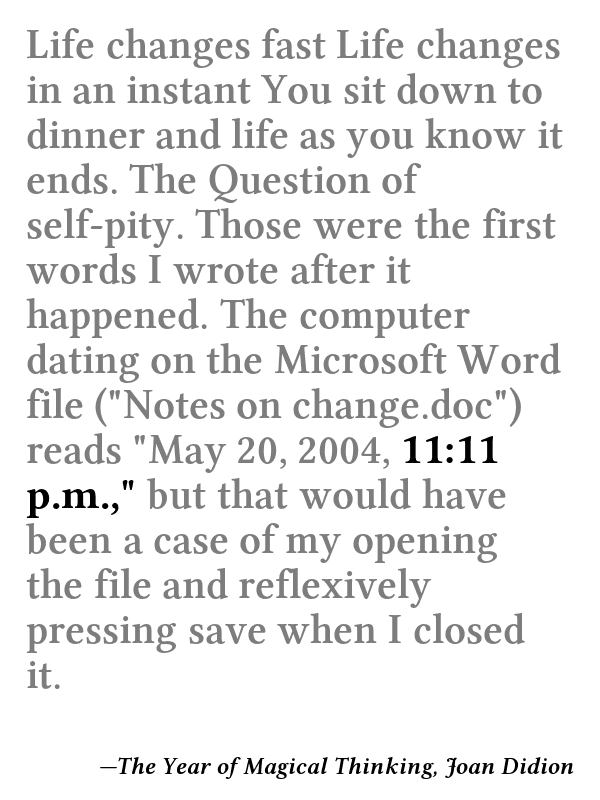 Life changes fast Life changes
in an instant You sit down to
dinner and life as you know it
ends. The Question of
self-pity. Those were the first
words I wrote after it
happened. The computer
dating on the Microsoft Word
file ("Notes on change.doc")
reads "May 20, 2004, 11:11
p.m.," but that would have
been a case of my opening
the file and reflexively
pressing save when I closed
it.
—The Year of Magical Thinking, Joan Didion